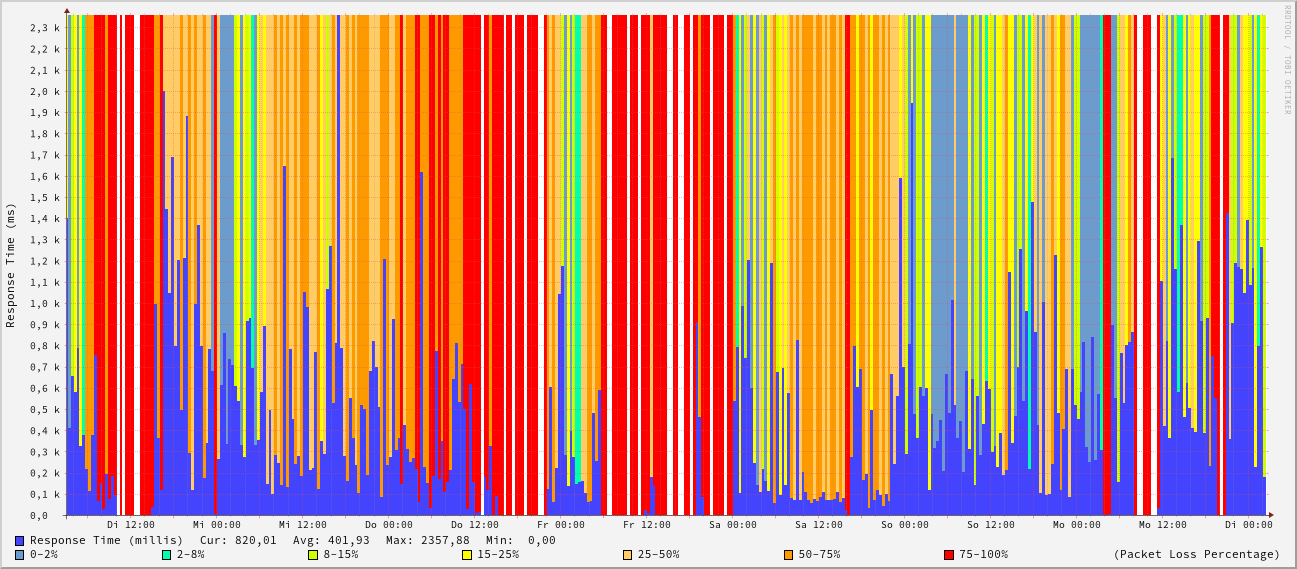 RRDTOOL / TOBI OETIKER
Response Time (ms)
2,3 k
2,2 k
2,1 k
2,0 k
1,9 k
1,8 k
1,7 k
1,6 k
1,5 k
1,4 k
1,3 k
1,2 k
1,1 k
1,0 k
0,9 k
0,8 k
0,7 k
0,6 k
0,5 k
0,4 k
0,3 k
0,2 k
0,1 k
0,0
Di 12:00 Mi 00:00 Mi 12:00 Do 00:00 Do 12:00 Fr 00:00 Fr 12:00 Sa 00:00 Sa 12:00 So 00:00 So 12:00 Mo 00:00 Mo 12:00 Di 00:00
Response Time (millis) Cur: 820,01 Avg: 401,93 Max: 2357,88 Min: 0,00
0-2% 2-8% 8-15% 15-25% 25-50% 50-75% 75-100% (Packet Loss Percentage)